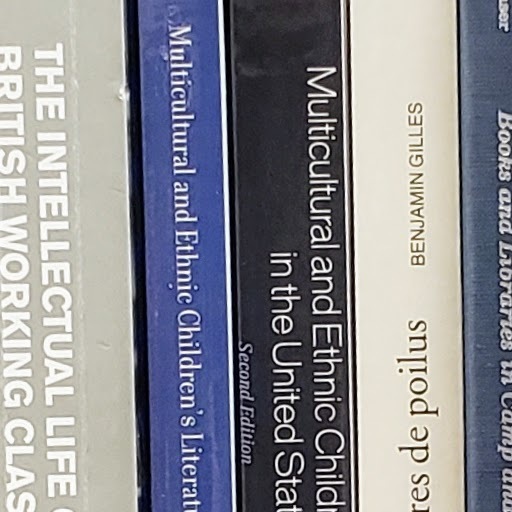 THE INTELLECTUAL LIFE
BRITISH WORKING CLAS
Multicultural and Ethnic Children's Literat
Multicultural and Ethnic Childr
in the United Stat
Second Edition
BENJAMIN GILLES
res de poilus
Books and Libraries in Camp and